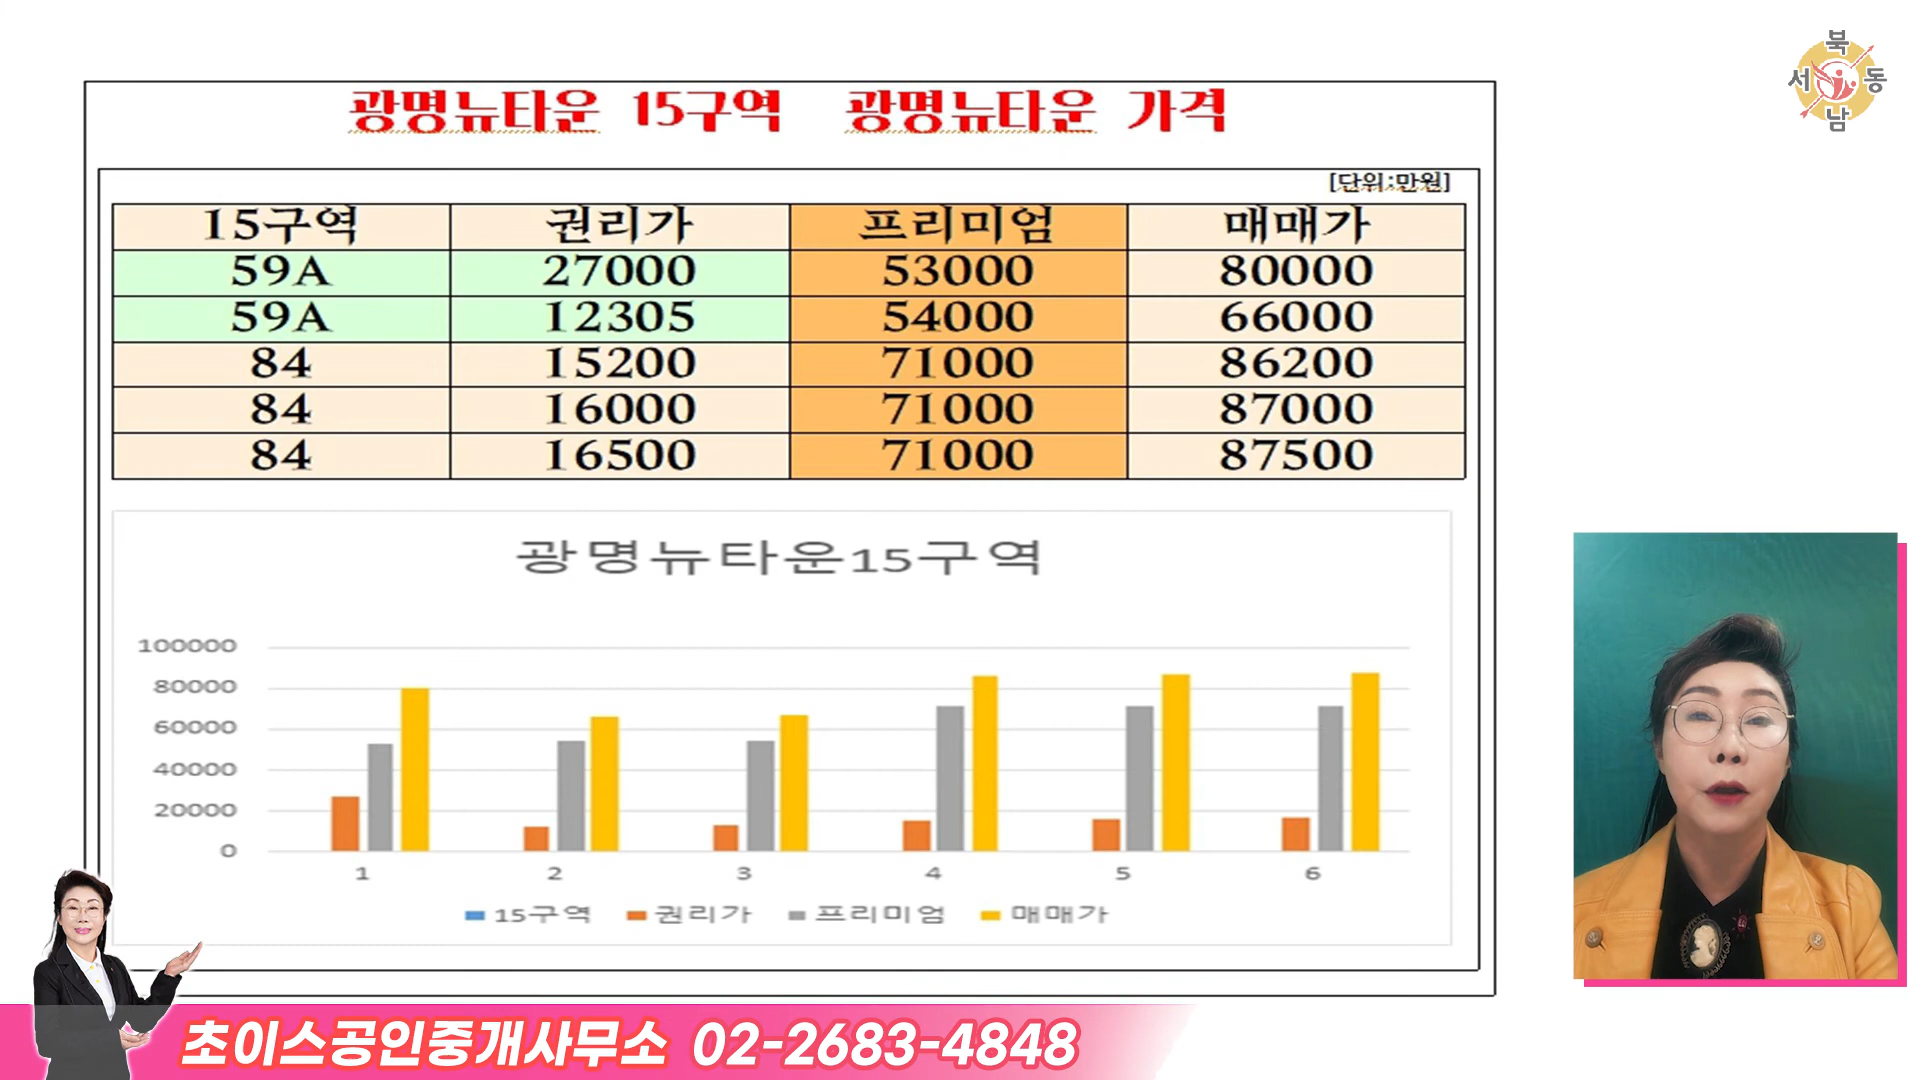 북
서 동
남
광명뉴타운 15구역 광명뉴타운 가격
[단위:만원]
15구역 권리가 프리미엄 매매가
59A 27000 53000 80000
59A 12305 54000 66000
84 15200 71000 86200
84 16000 71000 87000
84 16500 71000 87500
광명뉴타운15구역
100000
80000
60000
40000
20000
0
1 2 3 4 5 6
15구역 권리가 프리미엄 매매가
초이스공인중개사무소 02-2683-4848